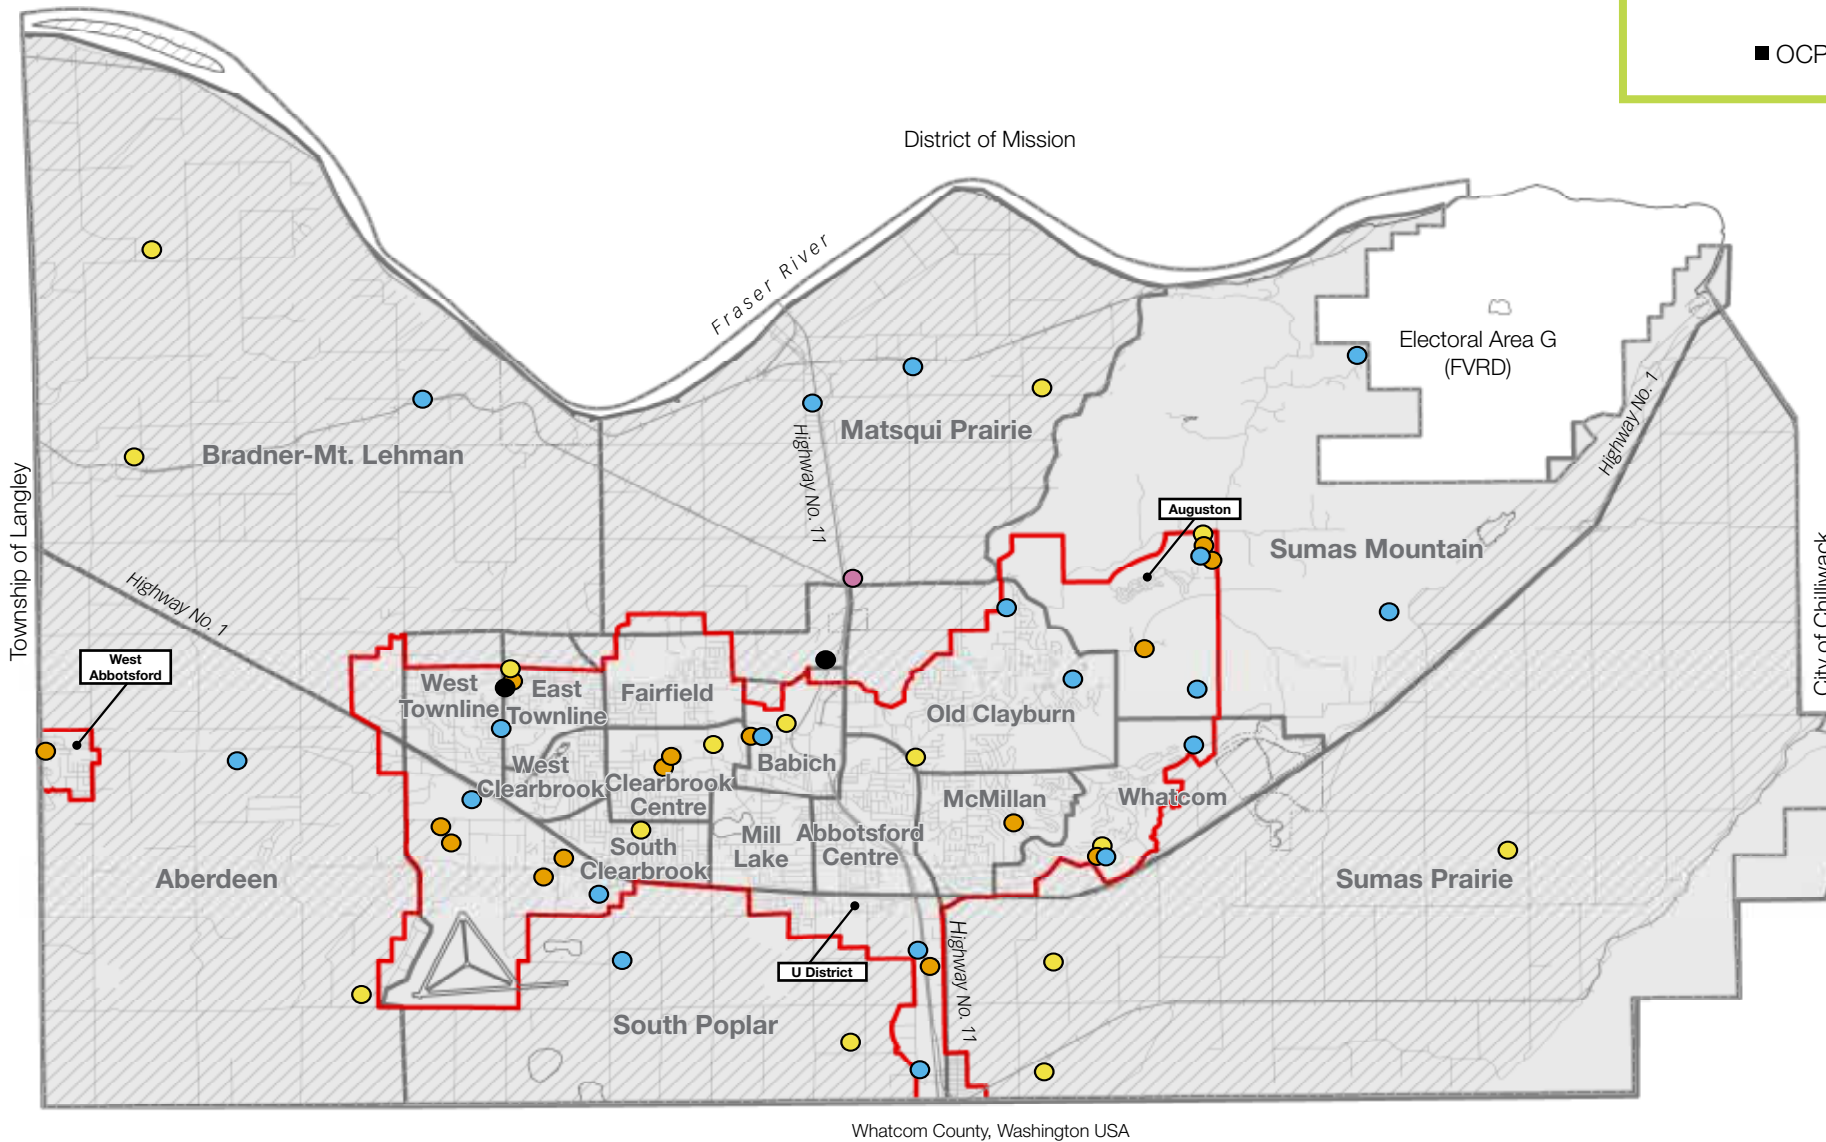 OCP
District of Mission
Fraser River
Electoral Area G
(FVRD)
Highway No. 1
Matsqui Prairie
Bradner-Mt. Lehman
Highway No. 11
Township of Langley
Auguston
Sumas Mountain
City of Chilliwack
Highway No. 1
West
Abbotsford
West
Townline
East
Townline
Fairfield
Old Clayburn
West
Clearbrook
Clearbrook
Centre
Babich
McMillan
Whatcom
Mill
Lake
Abbotsford
Centre
South
Clearbrook
Aberdeen
Sumas Prairie
U District
Highway No. 11
South Poplar
Whatcom County, Washington USA